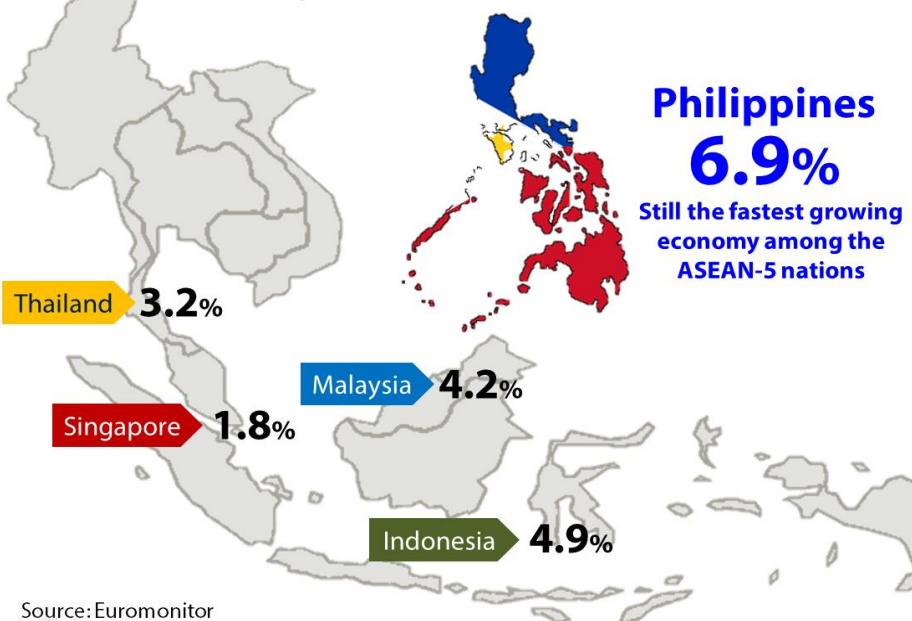 Philippines
6.9%
Still the fastest growing
economy among the
ASEAN-5 nations
Thailand 3.2%
Malaysia 4.2%
Singapore 1.8%
Indonesia 4.9%
Source: Euromonitor